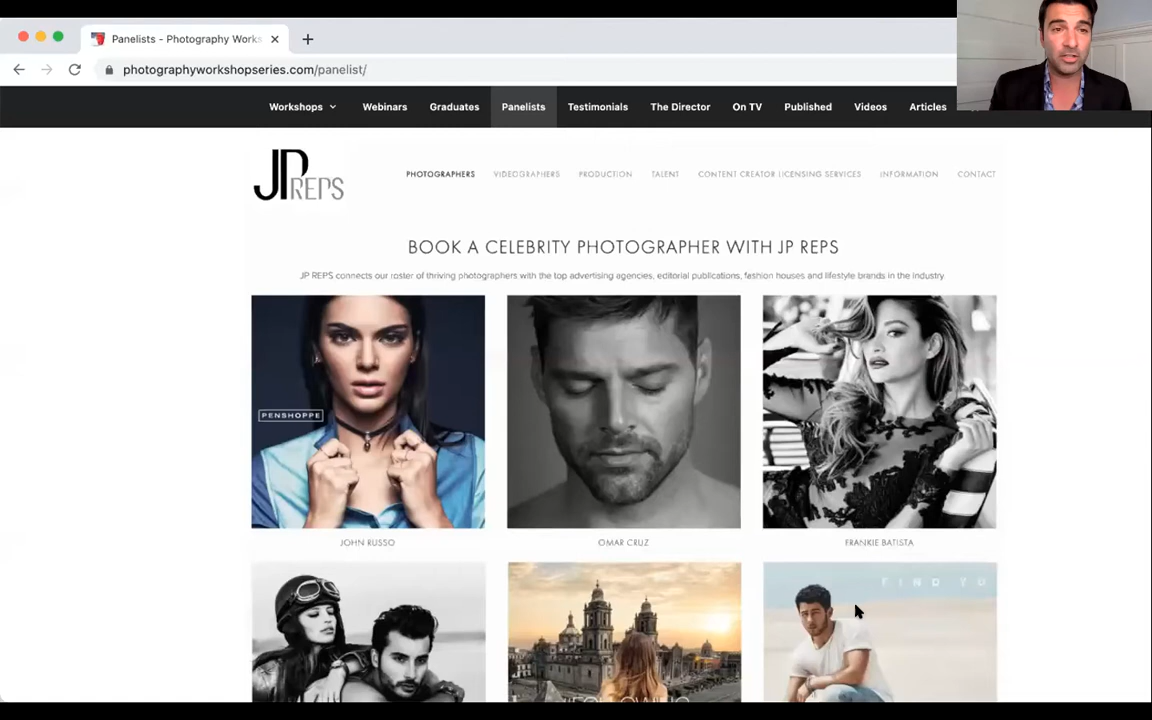 Panelists - Photography Works
photographyworkshopseries.com/panelist/
Workshops Webinars Graduates Panelists Testimonials The Director On TV Published Videos Articles
JP REPS
PHOTOGRAPHERS VIDEOGRAPHERS PRODUCTION TALENT CONTENT CREATOR LICENSING SERVICES INFORMATION CONTACT
BOOK A CELEBRITY PHOTOGRAPHER WITH JP REPS
JP REPS connects our roster of thriving photographers with the top advertising agencies, editorial publications, fashion houses and lifestyle brands in the industry
PENSHOPPE
JOHN RUSSO OMAR CRUZ FRANKIE BATISTA
FIND YO
FOLLOWING